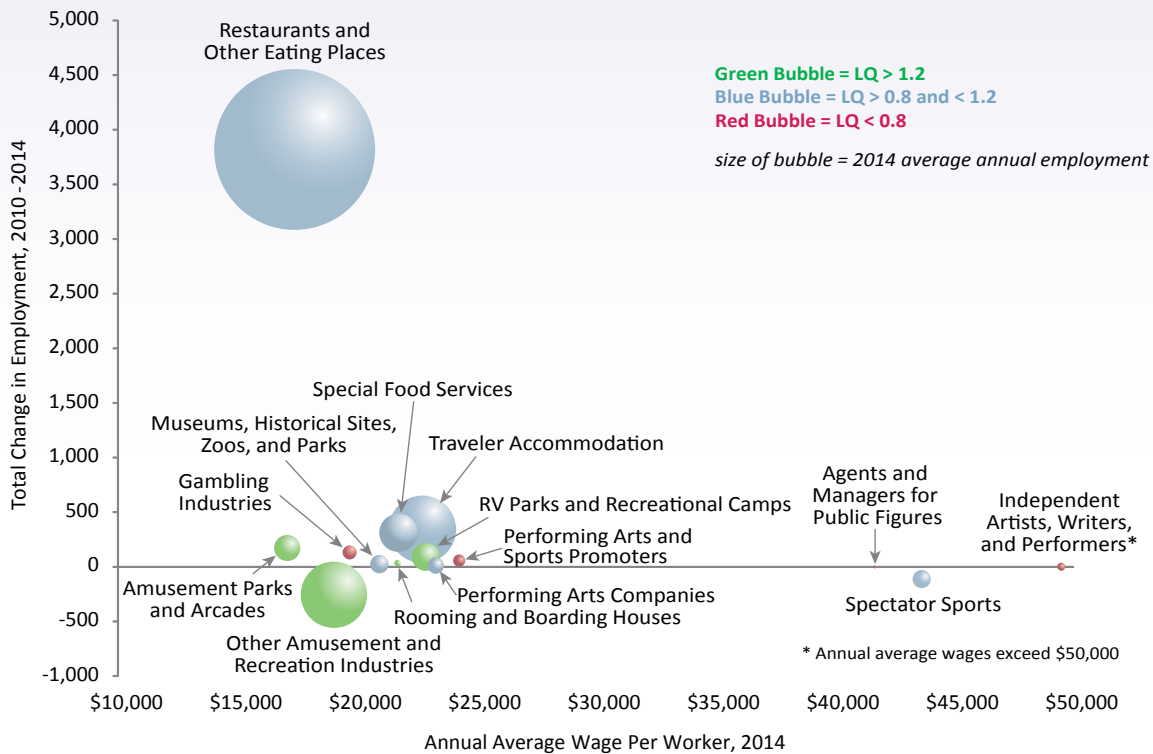 5,000
4,500
4,000
3,500
3,000
2,500
2,000
1,500
1,000
500
0
-500
-1,000
Total Change in Employment, 2010 -2014
Restaurants and
Other Eating Places
Green Bubble = LQ > 1.2
Blue Bubble = LQ > 0.8 and < 1.2
Red Bubble = LQ < 0.8
size of bubble = 2014 average annual employment
Special Food Services
Museums, Historical Sites,
Zoos, and Parks
Traveler Accommodation
Gambling
Industries
RV Parks and Recreational Camps
Agents and
Managers for
Public Figures
Independent
Artists, Writers,
and Performers*
Performing Arts and
Sports Promoters
Amusement Parks
and Arcades
Performing Arts Companies
Rooming and Boarding Houses
Spectator Sports
Other Amusement and
Recreation Industries
* Annual average wages exceed $50,000
$10,000 $15,000 $20,000 $25,000 $30,000 $35,000 $40,000 $45,000 $50,000
Annual Average Wage Per Worker, 2014